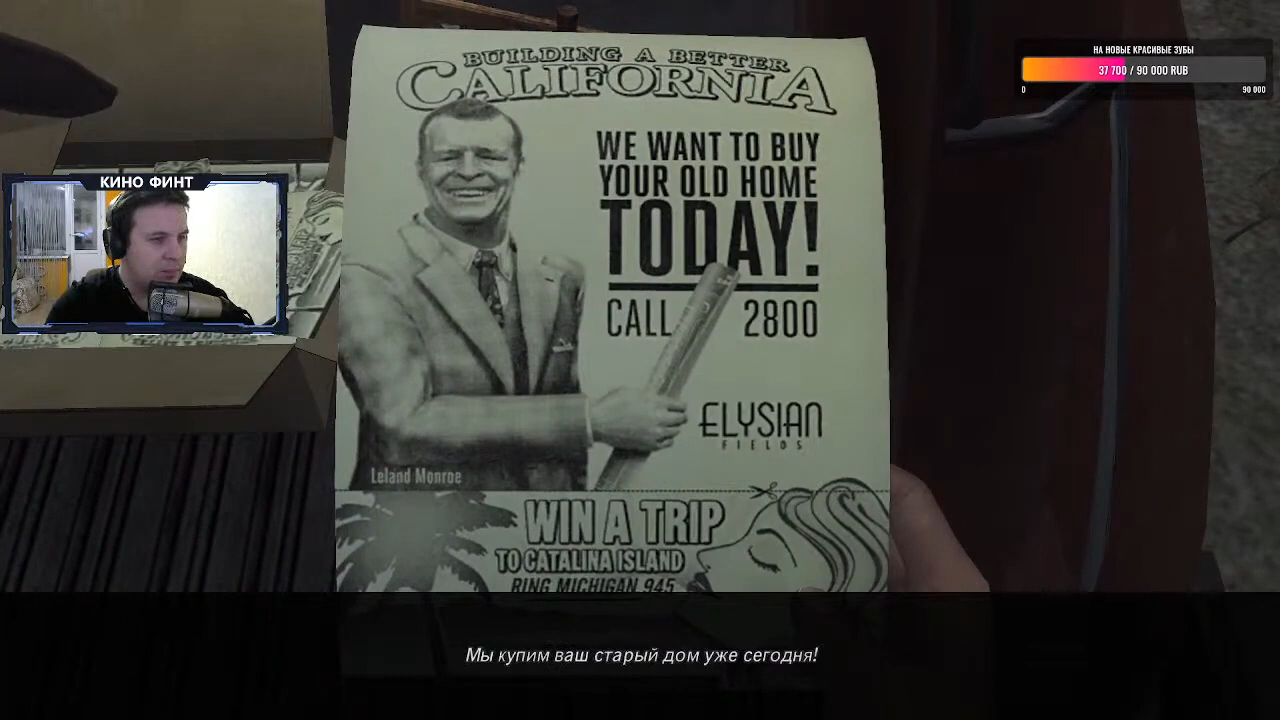 BUILDING A BETTER
CALIFORNIA
WE WANT TO BUY
YOUR OLD HOME
TODAY!
CALL 2800
ELYSIAN
FIELDS
Leland Monroe
WIN A TRIP
TO CATALINA ISLAND
RING MICHIGAN 945
КИНО ФИНТ
НА НОВЫЕ КРАСИВЫЕ ЗУБЫ
37 700 / 90 000 RUB
0
90 000
Мы купим ваш старый дом уже сегодня!